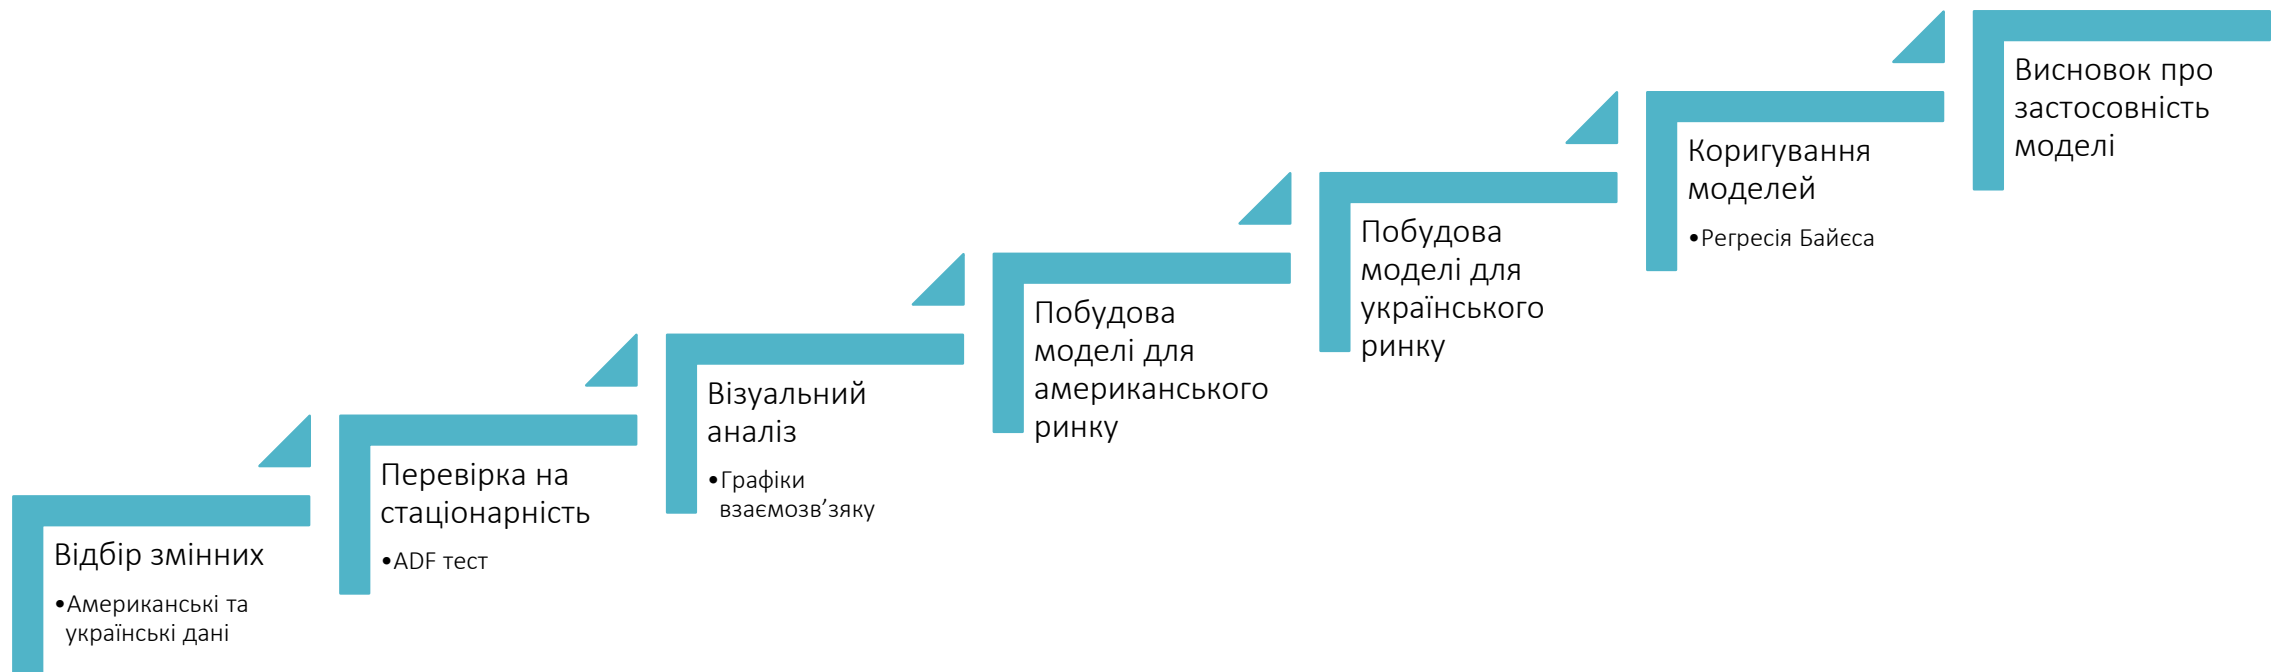 Відбір змінних
•Американські та
українські дані
Перевірка на
стаціонарність
•ADF тест
Візуальний
аналіз
•Графіки
взаємозв’язку
Побудова
моделі для
американського
ринку
Побудова
моделі для
українського
ринку
Коригування
моделей
•Регресія Байєса
Висновок про
застосовність
моделі